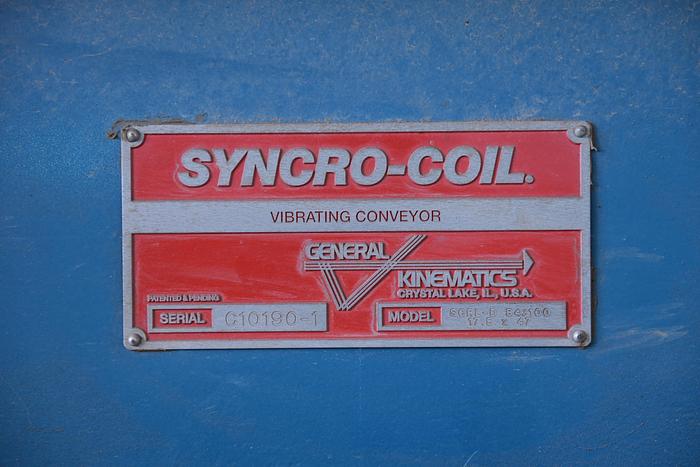 SYNCRO-COIL.
VIBRATING CONVEYOR
GENERAL
KINEMATICS
CRYSTAL LAKE, IL, U.S.A.
PATENTED & PENDING
SERIAL C10190-1
MODEL